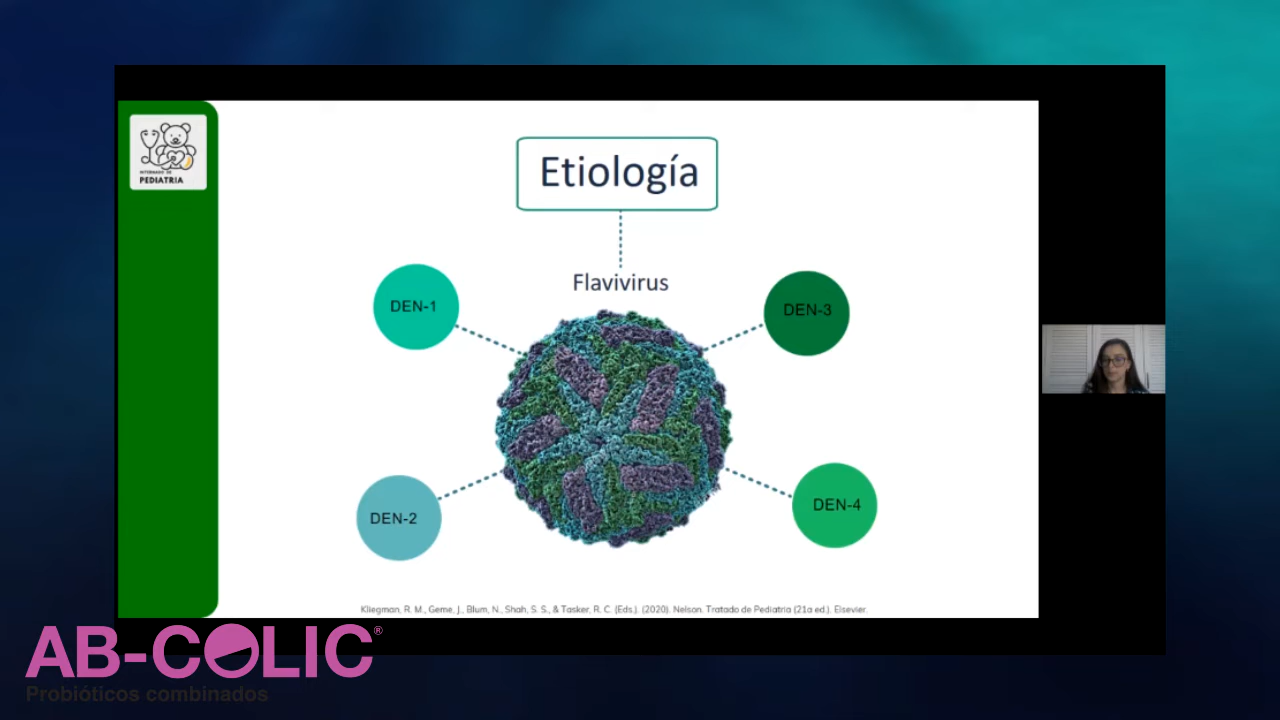 INTERNADO DE
PEDIATRIA
Etiología
Flavivirus
DEN-1
DEN-3
DEN-2
DEN-4
Kliegman, R. M., Geme, J., Blum, N., Shah, S. S., & Tasker, R. C. (Eds.). (2020). Nelson. Tratado de Pediatria (21a ed.). Elsevier.
AB-COLIC®
Probióticos combinados